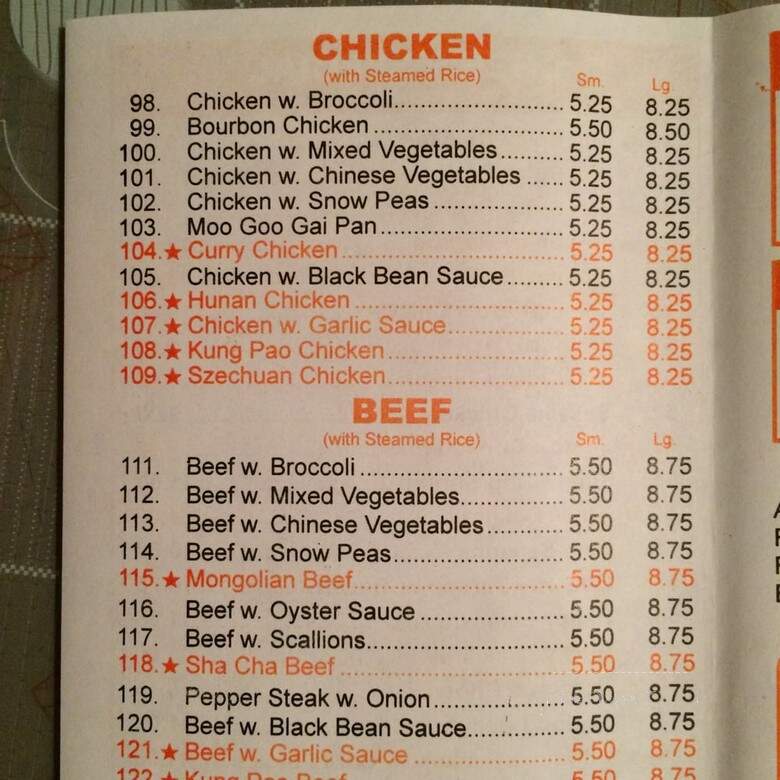 CHICKEN
(with Steamed Rice) Sm. Lg.
98. Chicken w. Broccoli............................ 5.25 8.25
99. Bourbon Chicken ............................... 5.50 8.50
100. Chicken w. Mixed Vegetables.......... 5.25 8.25
101. Chicken w. Chinese Vegetables ...... 5.25 8.25
102. Chicken w. Snow Peas..................... 5.25 8.25
103. Moo Goo Gai Pan.............................. 5.25 8.25
104.★ Curry Chicken................................... 5.25 8.25
105. Chicken w. Black Bean Sauce......... 5.25 8.25
106.★ Hunan Chicken ................................. 5.25 8.25
107.★ Chicken w. Garlic Sauce................... 5.25 8.25
108.★ Kung Pao Chicken............................. 5.25 8.25
109.★ Szechuan Chicken............................. 5.25 8.25
BEEF
(with Steamed Rice) Sm. Lg.
111. Beef w. Broccoli ................................. 5.50 8.75
112. Beef w. Mixed Vegetables................. 5.50 8.75
113. Beef w. Chinese Vegetables ............. 5.50 8.75
114. Beef w. Snow Peas............................ 5.50 8.75
115.★ Mongolian Beef.................................. 5.50 8.75
116. Beef w. Oyster Sauce ....................... 5.50 8.75
117. Beef w. Scallions................................ 5.50 8.75
118.★ Sha Cha Beef .................................... 5.50 8.75
119. Pepper Steak w. Onion..................... 5.50 8.75
120. Beef w. Black Bean Sauce................ 5.50 8.75
121.★ Beef w. Garlic Sauce ........................ 5.50 8.75
122.★ Kung Pao Beef 5.50 8.75